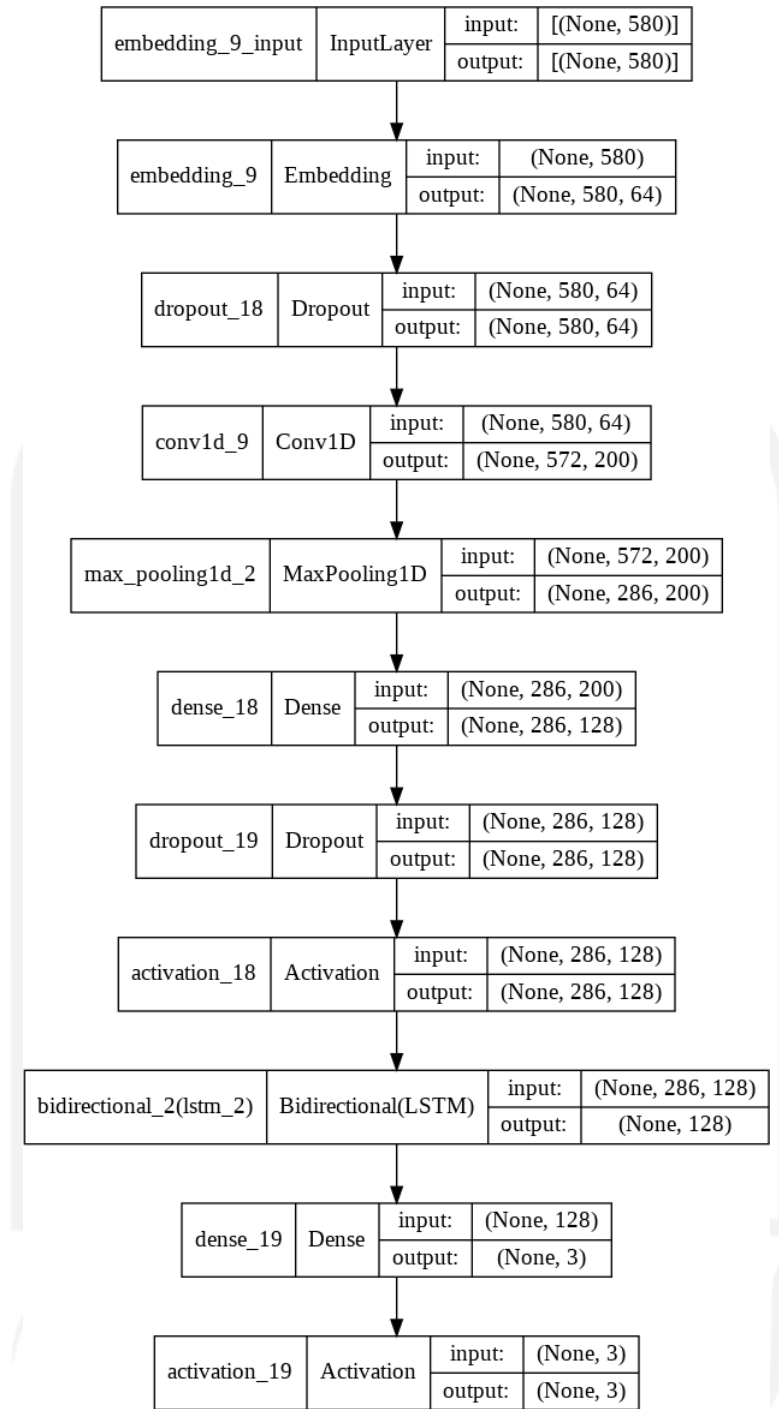 embedding_9_input InputLayer input: [(None, 580)]
output: [(None, 580)]
embedding_9 Embedding input: (None, 580)
output: (None, 580, 64)
dropout_18 Dropout input: (None, 580, 64)
output: (None, 580, 64)
conv1d_9 Conv1D input: (None, 580, 64)
output: (None, 572, 200)
max_pooling1d_2 MaxPooling1D input: (None, 572, 200)
output: (None, 286, 200)
dense_18 Dense input: (None, 286, 200)
output: (None, 286, 128)
dropout_19 Dropout input: (None, 286, 128)
output: (None, 286, 128)
activation_18 Activation input: (None, 286, 128)
output: (None, 286, 128)
bidirectional_2(lstm_2) Bidirectional(LSTM) input: (None, 286, 128)
output: (None, 128)
dense_19 Dense input: (None, 128)
output: (None, 3)
activation_19 Activation input: (None, 3)
output: (None, 3)